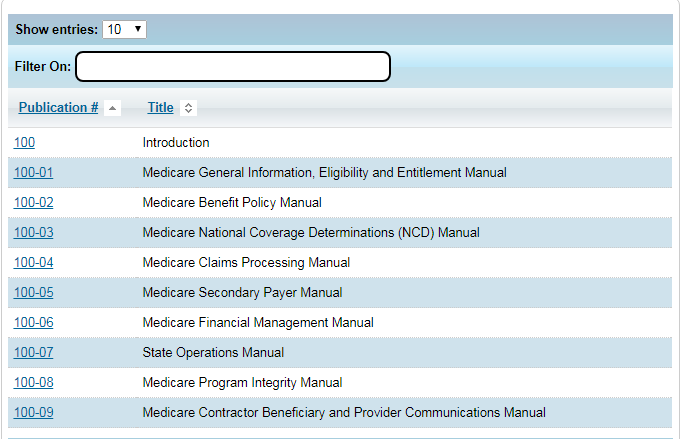 Show entries: 10
Filter On:
Publication # Title
100 Introduction
100-01 Medicare General Information, Eligibility and Entitlement Manual
100-02 Medicare Benefit Policy Manual
100-03 Medicare National Coverage Determinations (NCD) Manual
100-04 Medicare Claims Processing Manual
100-05 Medicare Secondary Payer Manual
100-06 Medicare Financial Management Manual
100-07 State Operations Manual
100-08 Medicare Program Integrity Manual
100-09 Medicare Contractor Beneficiary and Provider Communications Manual